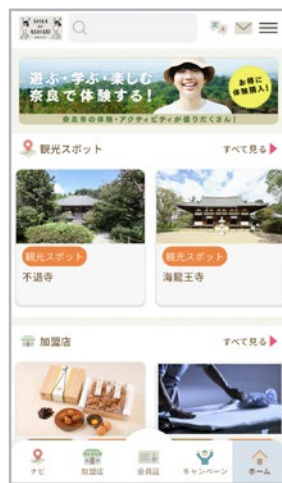 遊ぶ・学ぶ・楽しむ
奈良で体験する！
お得に
体験購入！
奈良市の体験・アクティビティが盛りだくさん！
観光スポット
すべて見る
観光スポット
不退寺
観光スポット
海龍王寺
加盟店
すべて見る
ナビ
加盟店
会員証
キャンペーン
ホーム